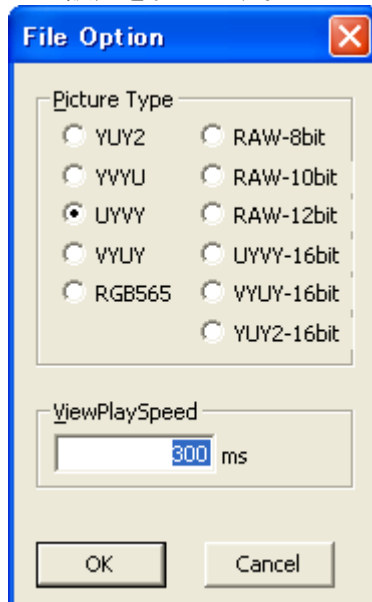 File Option
Picture Type
YUY2
RAW-8bit
YVYU
RAW-10bit
UYVY
RAW-12bit
VYUY
UYVY-16bit
RGB565
VYUY-16bit
YUY2-16bit
ViewPlaySpeed
300 ms
OK
Cancel